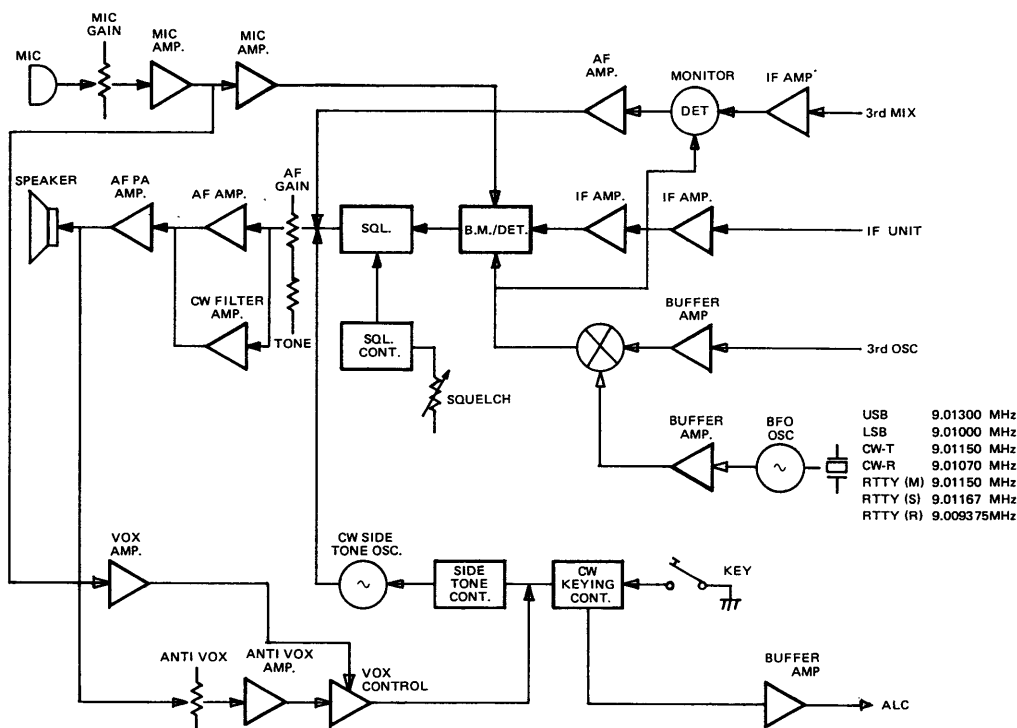 MIC
GAIN
MIC
MIC
AMP.
MIC
AMP.
AF
AMP.
MONITOR
DET
IF AMP
3rd MIX
SPEAKER
AF PA
AMP.
AF AMP.
AF
GAIN
SQL.
B.M./DET.
IF AMP.
IF AMP.
IF UNIT
CW FILTER
AMP.
TONE
SQL.
CONT.
SQUELCH
BUFFER
AMP
3rd OSC
BUFFER
AMP.
BFO
OSC
USB 9.01300 MHz
LSB 9.01000 MHz
CW-T 9.01150 MHz
CW-R 9.01070 MHz
RTTY (M) 9.01150 MHz
RTTY (S) 9.01167 MHz
RTTY (R) 9.009375MHz
VOX
AMP.
CW SIDE
TONE OSC.
SIDE
TONE
CONT.
CW
KEYING
CONT.
KEY
ANTI VOX
ANTI VOX
AMP.
VOX
CONTROL
BUFFER
AMP
ALC